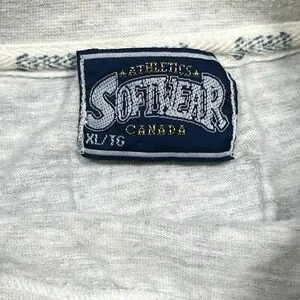 ATHLETICS
SOFTWEAR
CANADA
XL/TG